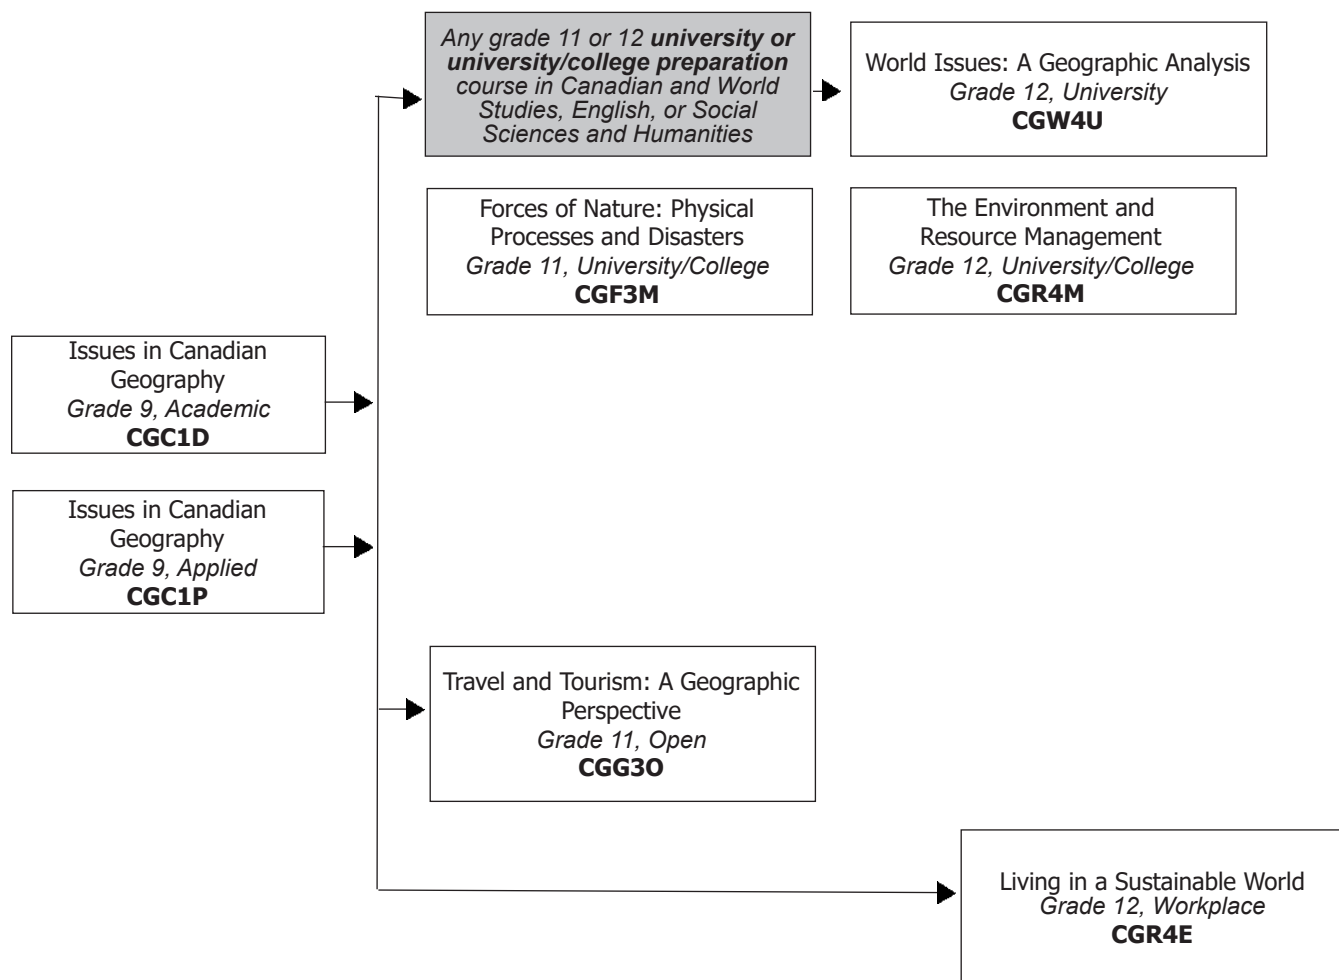 Any grade 11 or 12 university or
university/college preparation
course in Canadian and World
Studies, English, or Social
Sciences and Humanities
World Issues: A Geographic Analysis
Grade 12, University
CGW4U
Forces of Nature: Physical
Processes and Disasters
Grade 11, University/College
CGF3M
The Environment and
Resource Management
Grade 12, University/College
CGR4M
Issues in Canadian
Geography
Grade 9, Academic
CGC1D
Issues in Canadian
Geography
Grade 9, Applied
CGC1P
Travel and Tourism: A Geographic
Perspective
Grade 11, Open
CGG3O
Living in a Sustainable World
Grade 12, Workplace
CGR4E